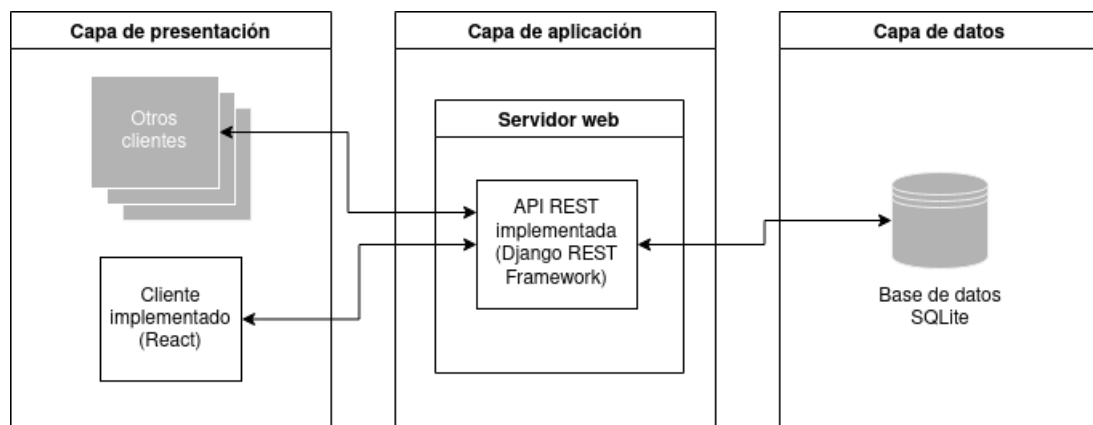 Capa de presentación
Capa de aplicación
Capa de datos
Otros
clientes
Servidor web
API REST
implementada
(Django REST
Framework)
Cliente
implementado
(React)
Base de datos
SQLite